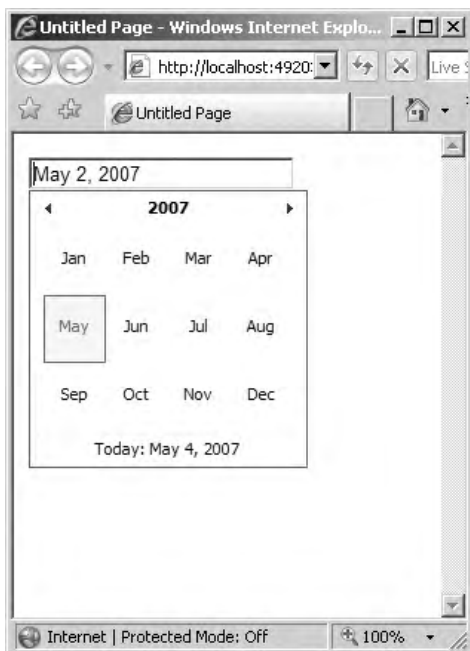 Untitled Page - Windows Internet Explo...
http://localhost:4920
Live S
Untitled Page
May 2, 2007
2007
Jan Feb Mar Apr
May Jun Jul Aug
Sep Oct Nov Dec
Today: May 4, 2007
Internet | Protected Mode: Off 100%